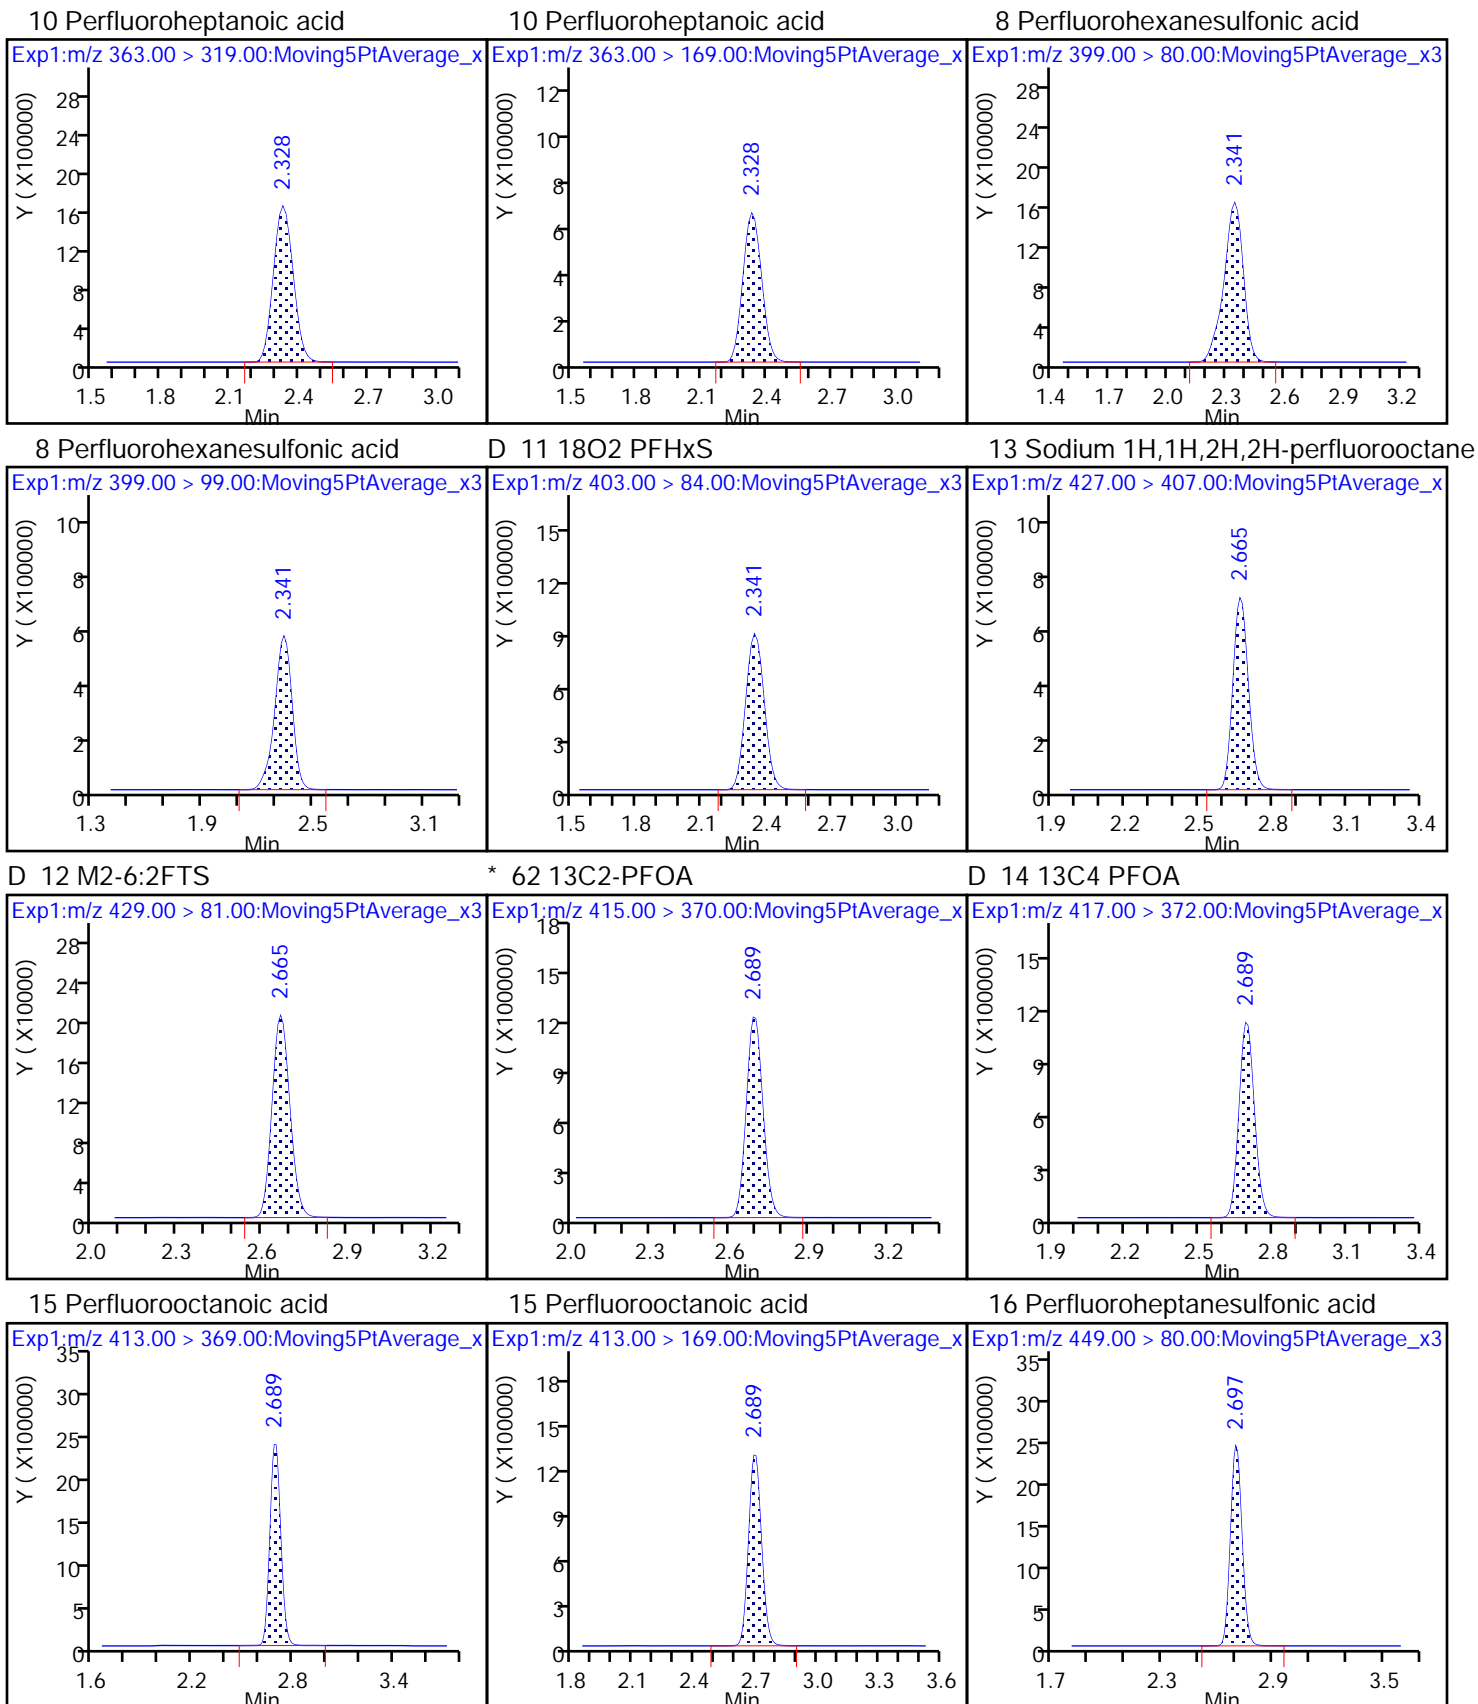 10 Perfluoroheptanoic acid
Exp1:m/z 363.00 > 319.00:Moving5PtAverage_x
Y ( X100000)
28
24
20
16
12
8
4
0
2.328
1.5 1.8 2.1 2.4 2.7 3.0
Min
10 Perfluoroheptanoic acid
Exp1:m/z 363.00 > 169.00:Moving5PtAverage_x
Y ( X100000)
12
10
8
6
4
2
0
2.328
1.5 1.8 2.1 2.4 2.7 3.0
Min
8 Perfluorohexanesulfonic acid
Exp1:m/z 399.00 > 80.00:Moving5PtAverage_x3
Y ( X100000)
28
24
20
16
12
8
4
0
2.341
1.4 1.7 2.0 2.3 2.6 2.9 3.2
Min
8 Perfluorohexanesulfonic acid
Exp1:m/z 399.00 > 99.00:Moving5PtAverage_x3
Y ( X100000)
10
8
6
4
2
0
2.341
1.3 1.9 2.5 3.1
Min
D 11 18O2 PFHxS
Exp1:m/z 403.00 > 84.00:Moving5PtAverage_x3
Y ( X100000)
15
12
9
6
3
0
2.341
1.5 1.8 2.1 2.4 2.7 3.0
Min
13 Sodium 1H,1H,2H,2H-perfluorooctane
Exp1:m/z 427.00 > 407.00:Moving5PtAverage_x
Y ( X100000)
10
8
6
4
2
0
2.665
1.9 2.2 2.5 2.8 3.1 3.4
Min
D 12 M2-6:2FTS
Exp1:m/z 429.00 > 81.00:Moving5PtAverage_x3
Y ( X10000)
28
24
20
16
12
8
4
0
2.665
2.0 2.3 2.6 2.9 3.2
Min
* 62 13C2-PFOA
Exp1:m/z 415.00 > 370.00:Moving5PtAverage_x
Y ( X100000)
18
15
12
9
6
3
0
2.689
2.0 2.3 2.6 2.9 3.2
Min
D 14 13C4 PFOA
Exp1:m/z 417.00 > 372.00:Moving5PtAverage_x
Y ( X100000)
15
12
9
6
3
0
2.689
1.9 2.2 2.5 2.8 3.1 3.4
Min
15 Perfluorooctanoic acid
Exp1:m/z 413.00 > 369.00:Moving5PtAverage_x
Y ( X100000)
35
30
25
20
15
10
5
0
2.689
1.6 2.2 2.8 3.4
Min
15 Perfluorooctanoic acid
Exp1:m/z 413.00 > 169.00:Moving5PtAverage_x
Y ( X100000)
18
15
12
9
6
3
0
2.689
1.8 2.1 2.4 2.7 3.0 3.3 3.6
Min
16 Perfluoroheptanesulfonic acid
Exp1:m/z 449.00 > 80.00:Moving5PtAverage_x3
Y ( X100000)
35
30
25
20
15
10
5
0
2.697
1.7 2.3 2.9 3.5
Min